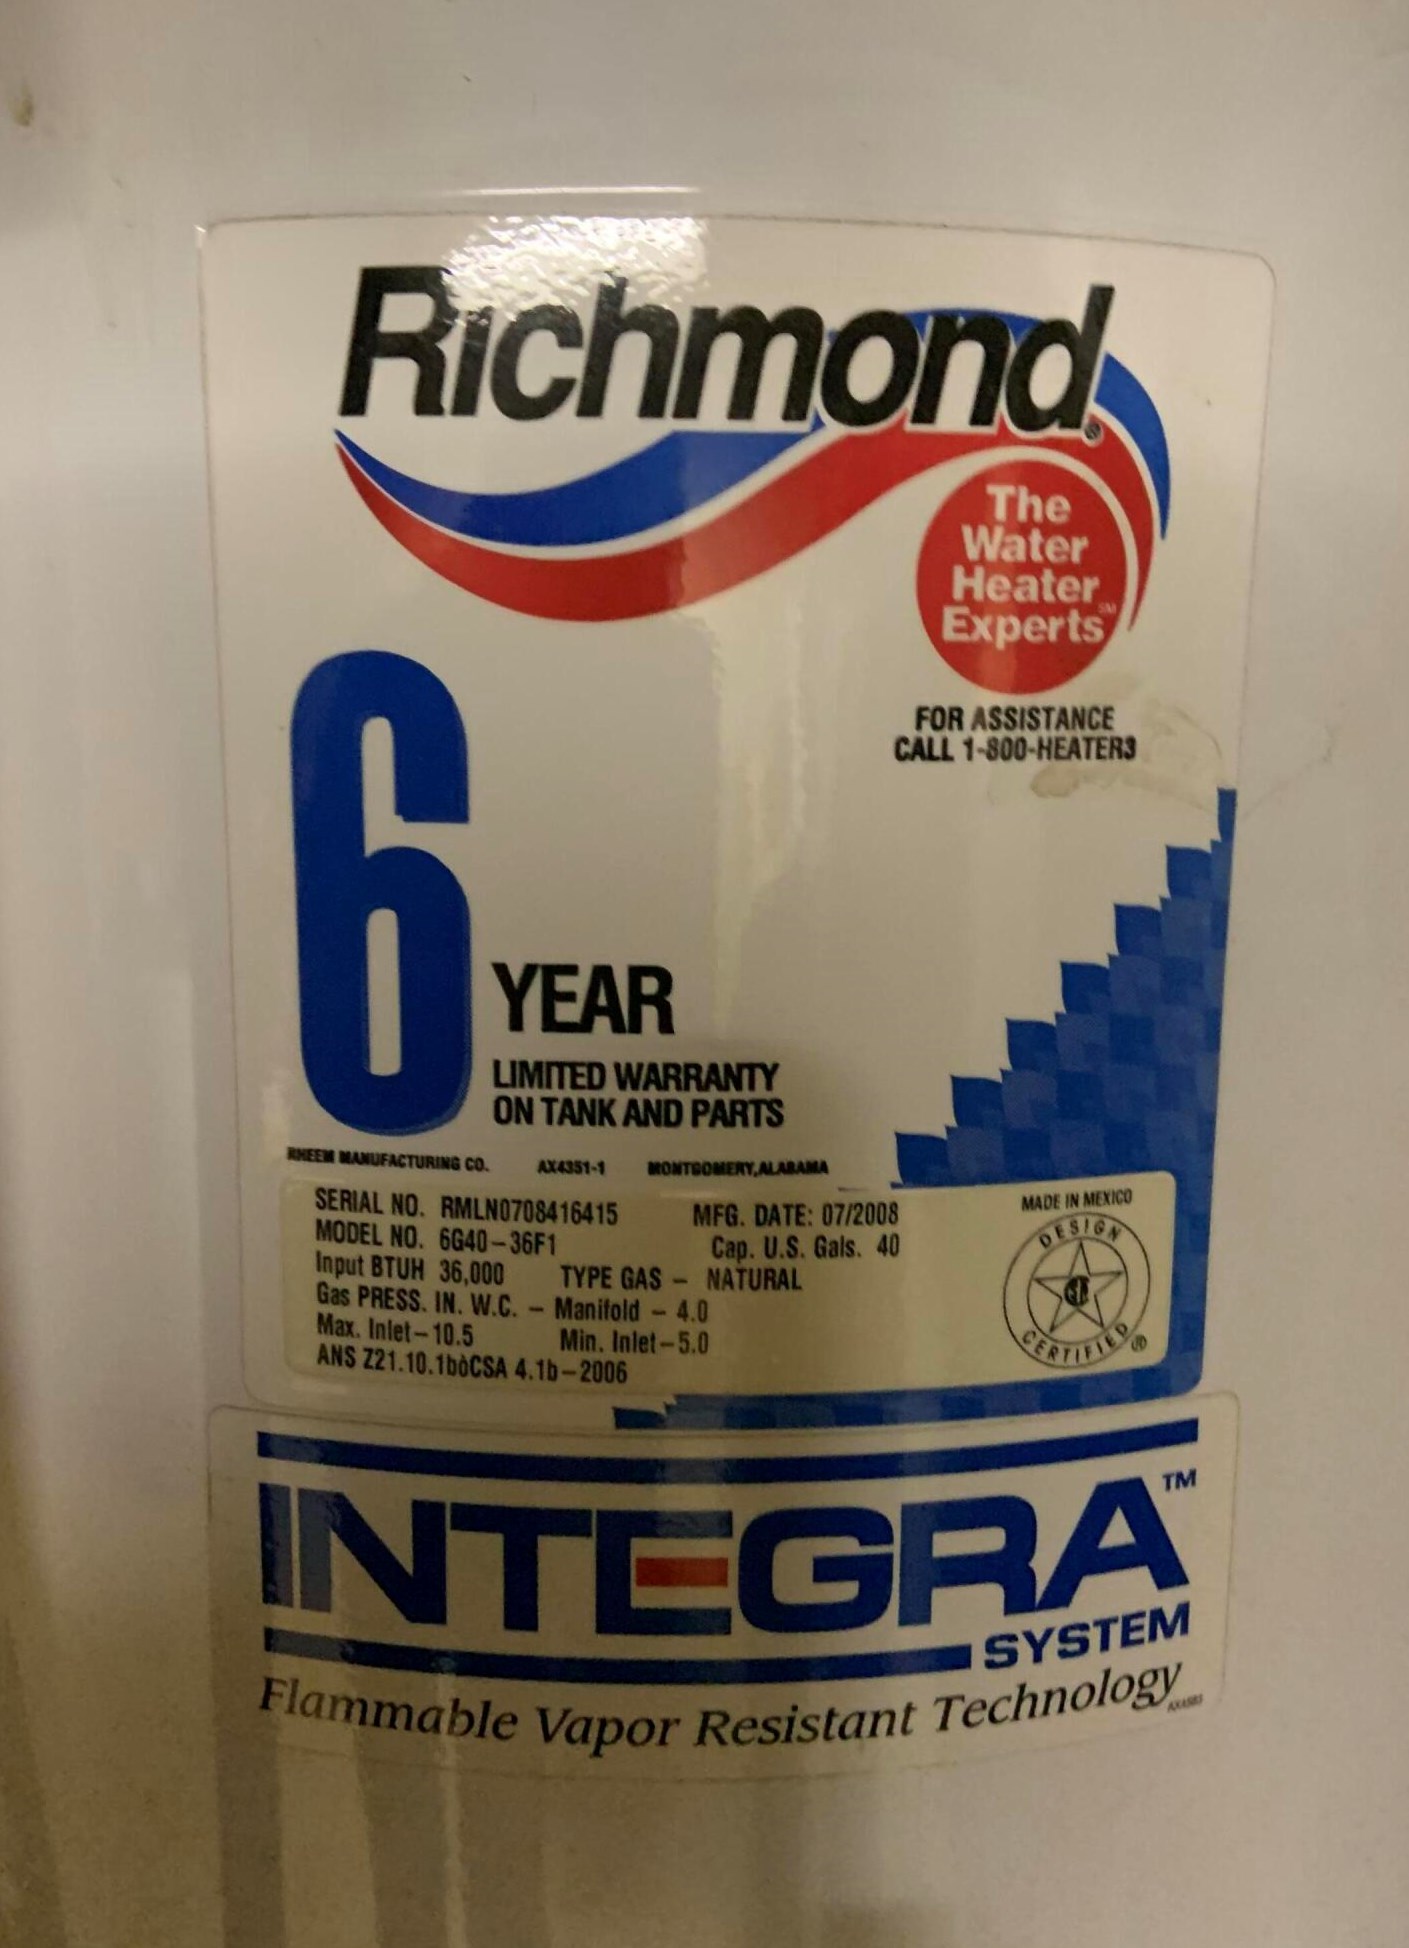 Richmond®
The
Water
Heater
Experts℠
FOR ASSISTANCE
CALL 1-800-HEATER3
6
YEAR
LIMITED WARRANTY
ON TANK AND PARTS
RHEEM MANUFACTURING CO. AX4351-1 MONTGOMERY, ALABAMA
SERIAL NO. RMLN0708416415 MFG. DATE: 07/2008
MODEL NO. 6G40-36F1 Cap. U.S. Gals. 40
Input BTUH 36,000 TYPE GAS - NATURAL
Gas PRESS. IN. W.C. - Manifold - 4.0
Max. Inlet-10.5 Min. Inlet-5.0
ANS Z21.10.1bòCSA 4.1b-2006
MADE IN MEXICO
DESIGN
CERTIFIED ®
INTEGRA™
SYSTEM
Flammable Vapor Resistant Technology